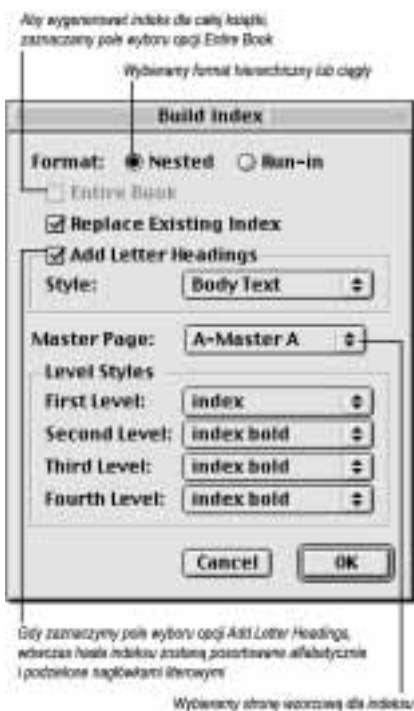 Aby wygenerować indeks dla całej książki,
zaznaczamy pole wyboru opcji Entire Book
Wybieramy format hierarchiczny lub ciągły
Build Index
Format: Nested Run-in
Entire Book
Replace Existing Index
Add Letter Headings
Style: Body Text
Master Page: A-Master A
Level Styles
First Level: index
Second Level: index bold
Third Level: index bold
Fourth Level: index bold
Cancel OK
Gdy zaznaczymy pole wyboru opcji Add Letter Headings,
wówczas hasła indeksu zostaną posortowane alfabetycznie
i podzielone nagłówkami literowymi
Wybieramy stronę wzorcową dla indeksu